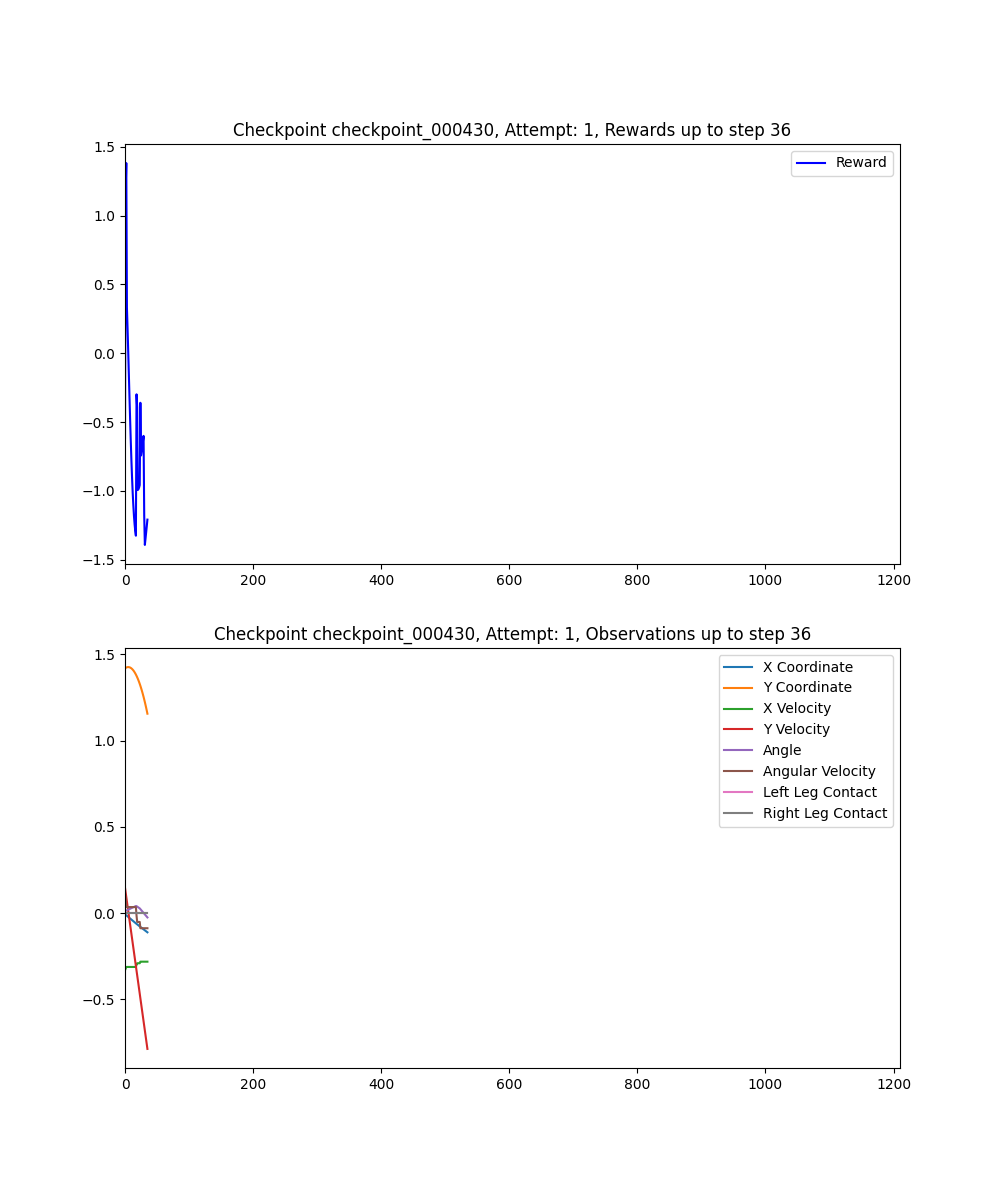 Checkpoint checkpoint_000430, Attempt: 1, Rewards up to step 36
1.5
1.0
0.5
0.0
−0.5
−1.0
−1.5
Reward
0 200 400 600 800 1000 1200
Checkpoint checkpoint_000430, Attempt: 1, Observations up to step 36
1.5
1.0
0.5
0.0
−0.5
X Coordinate
Y Coordinate
X Velocity
Y Velocity
Angle
Angular Velocity
Left Leg Contact
Right Leg Contact
0 200 400 600 800 1000 1200